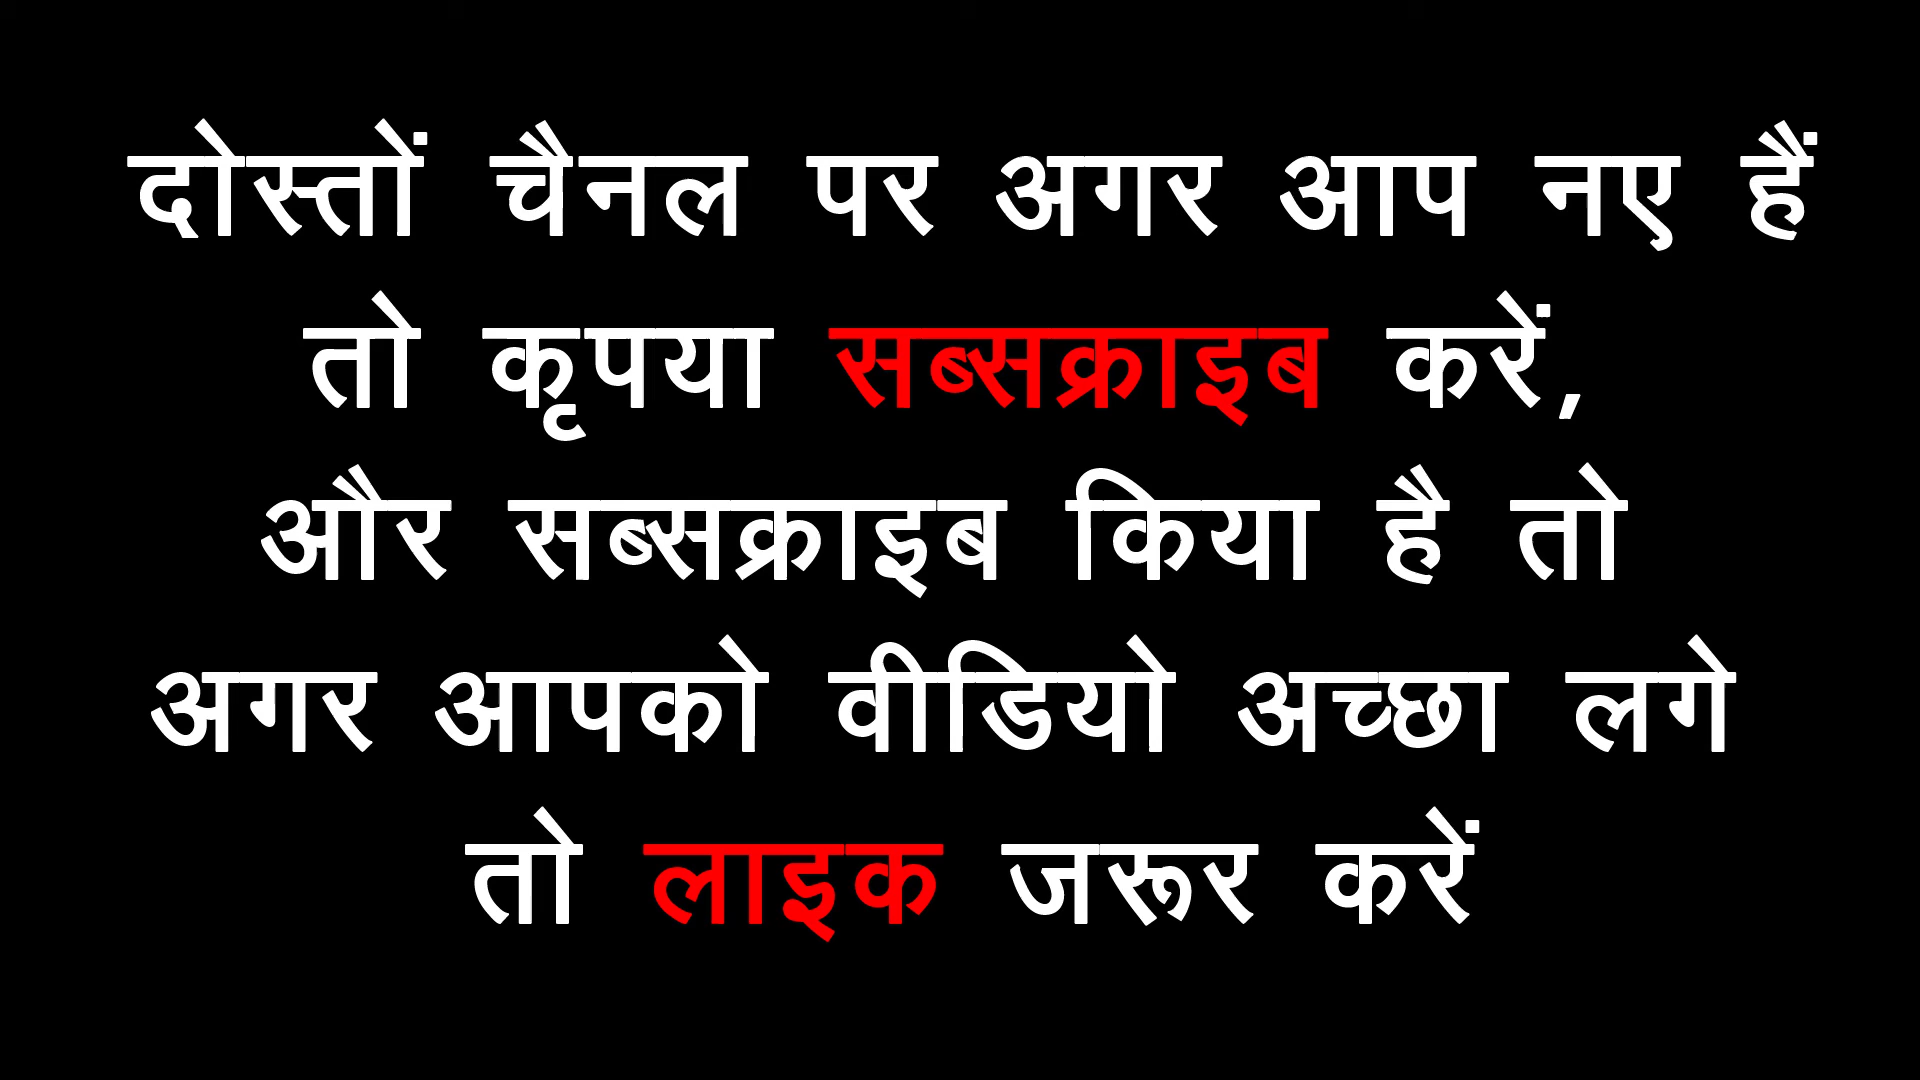 दोस्तों चैनल पर अगर आप नए हैं
तो कृपया सब्सक्राइब करें,
और सब्सक्राइब किया है तो
अगर आपको वीडियो अच्छा लगे
तो लाइक जरूर करें